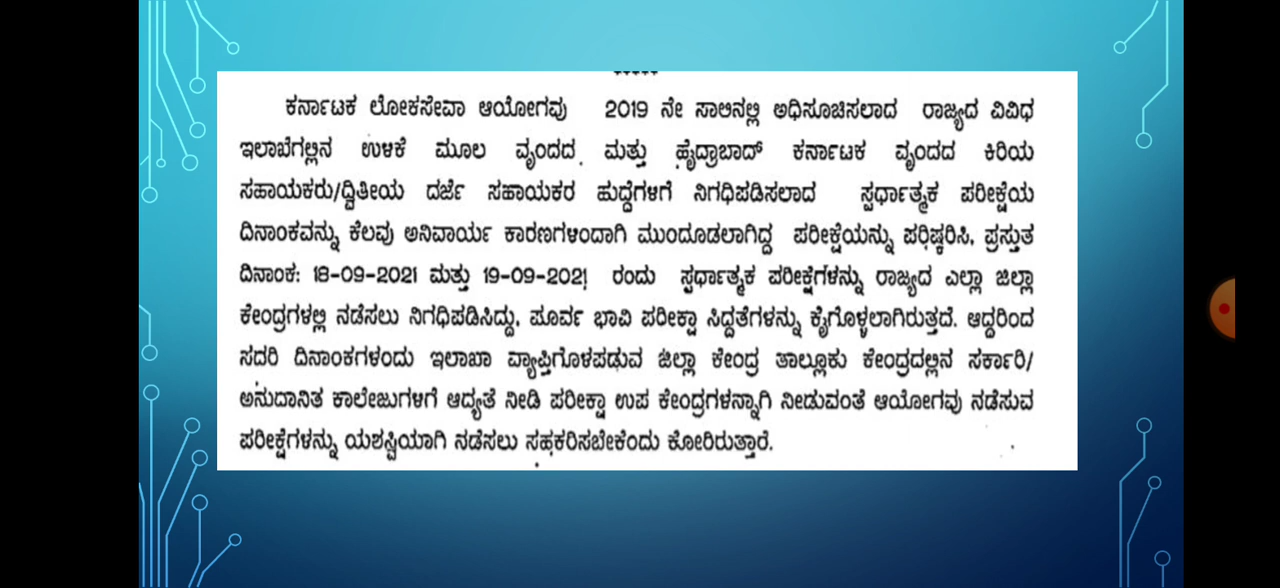 ಕರ್ನಾಟಕ ಲೋಕಸೇವಾ ಆಯೋಗವು 2019 ನೇ ಸಾಲಿನಲ್ಲಿ ಅಧಿಸೂಚಿಸಲಾದ ರಾಜ್ಯದ ವಿವಿಧ
ಇಲಾಖೆಗಳಲ್ಲಿನ ಉಳಿಕೆ ಮೂಲ ವೃಂದದ ಮತ್ತು ಹೈದ್ರಾಬಾದ್ ಕರ್ನಾಟಕ ವೃಂದದ ಕಿರಿಯ
ಸಹಾಯಕರು/ದ್ವಿತೀಯ ದರ್ಜೆ ಸಹಾಯಕರ ಹುದ್ದೆಗಳಿಗೆ ನಿಗಧಿಪಡಿಸಲಾದ ಸ್ಪರ್ಧಾತ್ಮಕ ಪರೀಕ್ಷೆಯ
ದಿನಾಂಕವನ್ನು ಕೆಲವು ಅನಿವಾರ್ಯ ಕಾರಣಗಳಿಂದಾಗಿ ಮುಂದೂಡಲಾಗಿದ್ದ ಪರೀಕ್ಷೆಯನ್ನು ಪರಿಷ್ಕರಿಸಿ, ಪ್ರಸ್ತುತ
ದಿನಾಂಕ: 18-09-2021 ಮತ್ತು 19-09-2021 ರಂದು ಸ್ಪರ್ಧಾತ್ಮಕ ಪರೀಕ್ಷೆಗಳನ್ನು ರಾಜ್ಯದ ಎಲ್ಲಾ ಜಿಲ್ಲಾ
ಕೇಂದ್ರಗಳಲ್ಲಿ ನಡೆಸಲು ನಿಗಧಿಪಡಿಸಿದ್ದು, ಪೂರ್ವ ಭಾವಿ ಪರೀಕ್ಷಾ ಸಿದ್ದತೆಗಳನ್ನು ಕೈಗೊಳ್ಳಲಾಗಿರುತ್ತದೆ. ಆದ್ದರಿಂದ
ಸದರಿ ದಿನಾಂಕಗಳಂದು ಇಲಾಖಾ ವ್ಯಾಪ್ತಿಗೊಳಪಡುವ ಜಿಲ್ಲಾ ಕೇಂದ್ರ ತಾಲ್ಲೂಕು ಕೇಂದ್ರದಲ್ಲಿನ ಸರ್ಕಾರಿ/
ಅನುದಾನಿತ ಕಾಲೇಜುಗಳಿಗೆ ಆದ್ಯತೆ ನೀಡಿ ಪರೀಕ್ಷಾ ಉಪ ಕೇಂದ್ರಗಳನ್ನಾಗಿ ನೀಡುವಂತೆ ಆಯೋಗವು ನಡೆಸುವ
ಪರೀಕ್ಷೆಗಳನ್ನು ಯಶಸ್ವಿಯಾಗಿ ನಡೆಸಲು ಸಹಕರಿಸಬೇಕೆಂದು ಕೋರಿರುತ್ತಾರೆ.